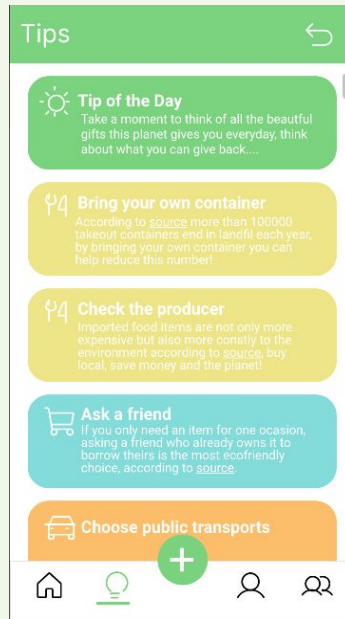 Tips
Tip of the Day
Take a moment to think of all the beautful
gifts this planet gives you everyday, think
about what you can give back....
Bring your own container
According to source more than 100000
takeout containers end in landfil each year,
by bringing your own container you can
help reduce this number!
Check the producer
Imported food items are not only more
expensive but also more constly to the
environment according to source, buy
local, save money and the planet!
Ask a friend
If you only need an item for one ocasion,
asking a friend who already owns it to
borrow theirs is the most ecofriendly
choice, according to source.
Choose public transports